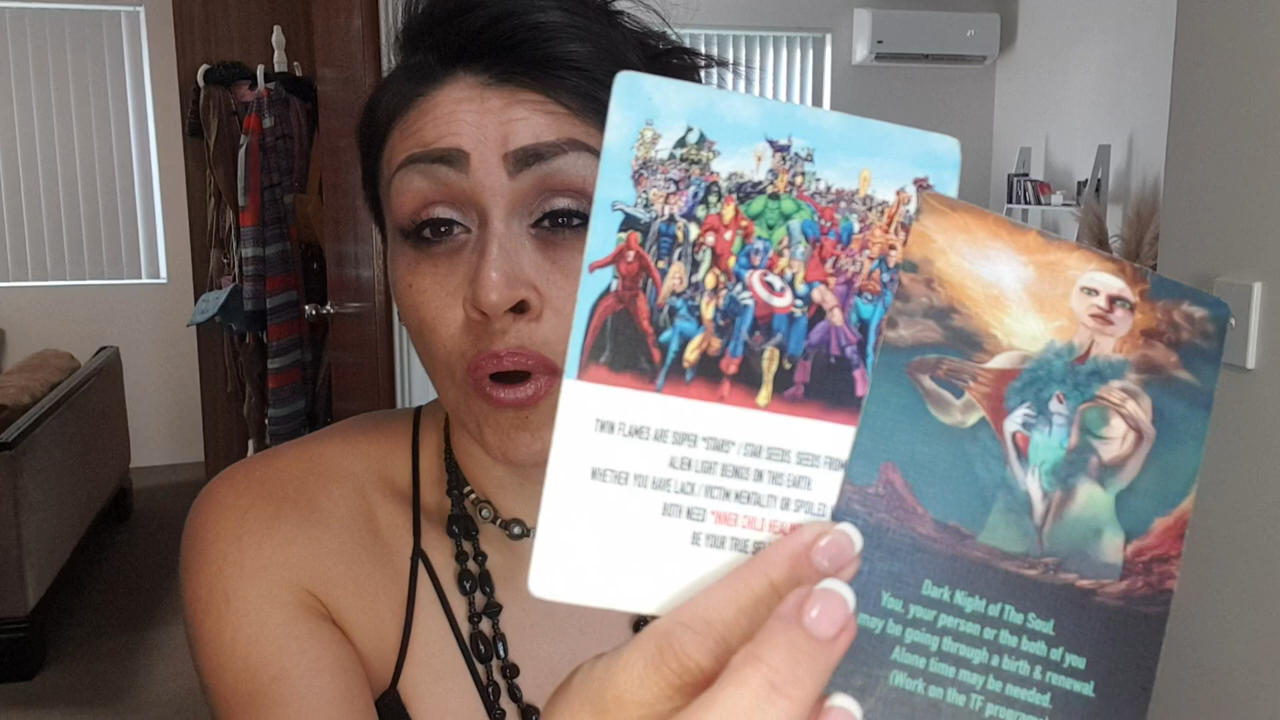 TWIN FLAMES ARE SUPER "STARS" / STAR SEEDS. SEEDS FROM
ALIEN LIGHT BEINGS ON THIS EARTH.
WHETHER YOU HAVE LACK / VICTIM MENTALITY OR SPOILED
BOTH NEED "INNER CHILD
BE YOUR TRUE
Dark Night of The Soul.
You, your person or the both of you
may be going through a birth & renewal.
Alone time may be needed.
(Work on the TF